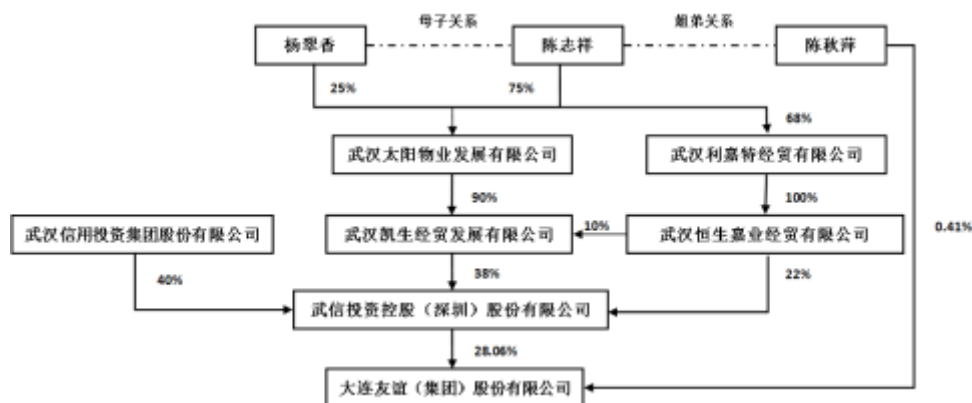 母子关系
姐弟关系
杨翠香
陈志祥
陈秋萍
25%
75%
68%
武汉太阳物业发展有限公司
武汉利嘉特经贸有限公司
90%
100%
武汉信用投资集团股份有限公司
武汉凯生经贸发展有限公司
10%
武汉恒生嘉业经贸有限公司
0.41%
40%
38%
22%
武信投资控股（深圳）股份有限公司
28.06%
大连友谊（集团）股份有限公司